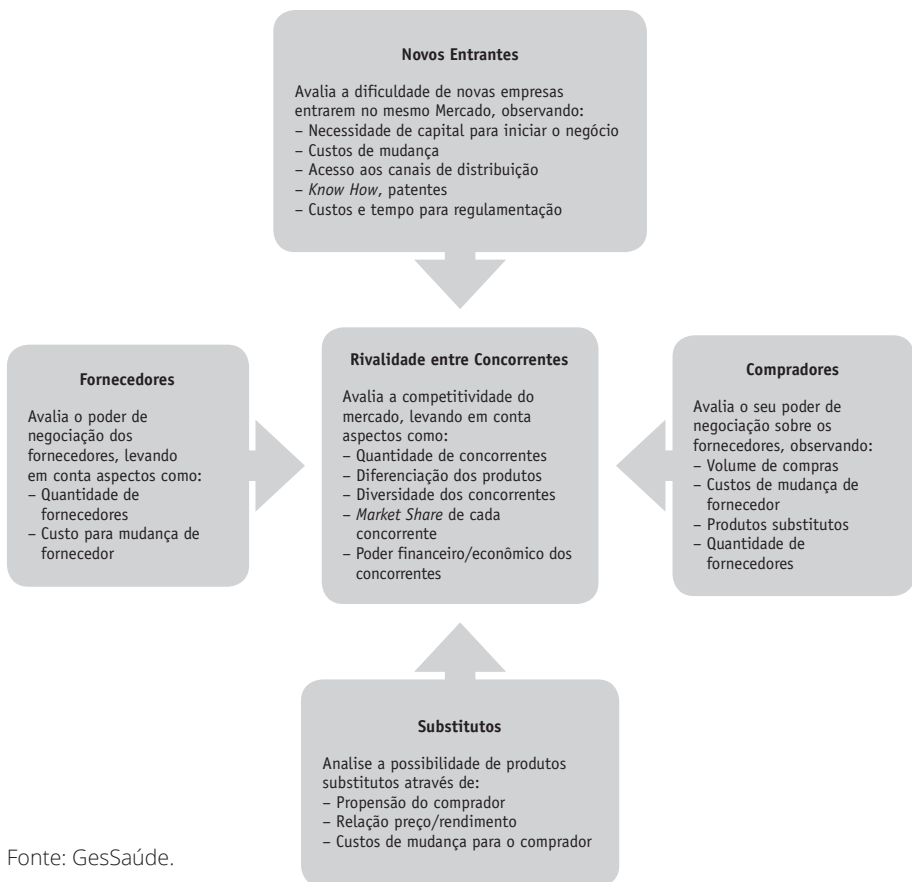 Novos Entrantes
Avalia a dificuldade de novas empresas
entrarem no mesmo Mercado, observando:
– Necessidade de capital para iniciar o negócio
– Custos de mudança
– Acesso aos canais de distribuição
– Know How, patentes
– Custos e tempo para regulamentação
Fornecedores
Avalia o poder de
negociação dos
fornecedores, levando
em conta aspectos como:
– Quantidade de
fornecedores
– Custo para mudança de
fornecedor
Rivalidade entre Concorrentes
Avalia a competitividade do
mercado, levando em conta
aspectos como:
– Quantidade de concorrentes
– Diferenciação dos produtos
– Diversidade dos concorrentes
– Market Share de cada
concorrente
– Poder financeiro/econômico dos
concorrentes
Compradores
Avalia o seu poder de
negociação sobre os
fornecedores, observando:
– Volume de compras
– Custos de mudança de
fornecedor
– Produtos substitutos
– Quantidade de
fornecedores
Substitutos
Analise a possibilidade de produtos
substitutos através de:
– Propensão do comprador
– Relação preço/rendimento
– Custos de mudança para o comprador
Fonte: GesSaúde.